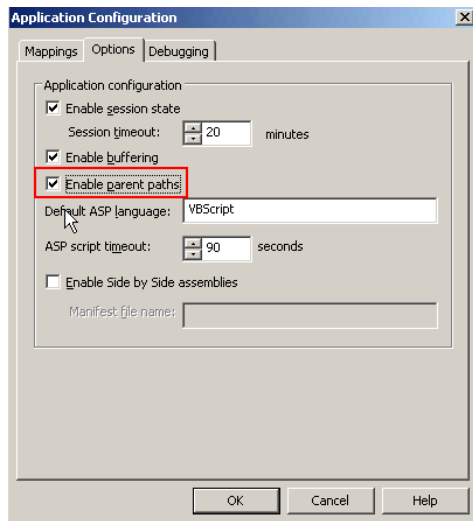 Application Configuration
Mappings Options Debugging
Application configuration
Enable session state
Session timeout: 20 minutes
Enable buffering
Enable parent paths
Default ASP language: VBScript
ASP script timeout: 90 seconds
Enable Side by Side assemblies
Manifest file name:
OK Cancel Help